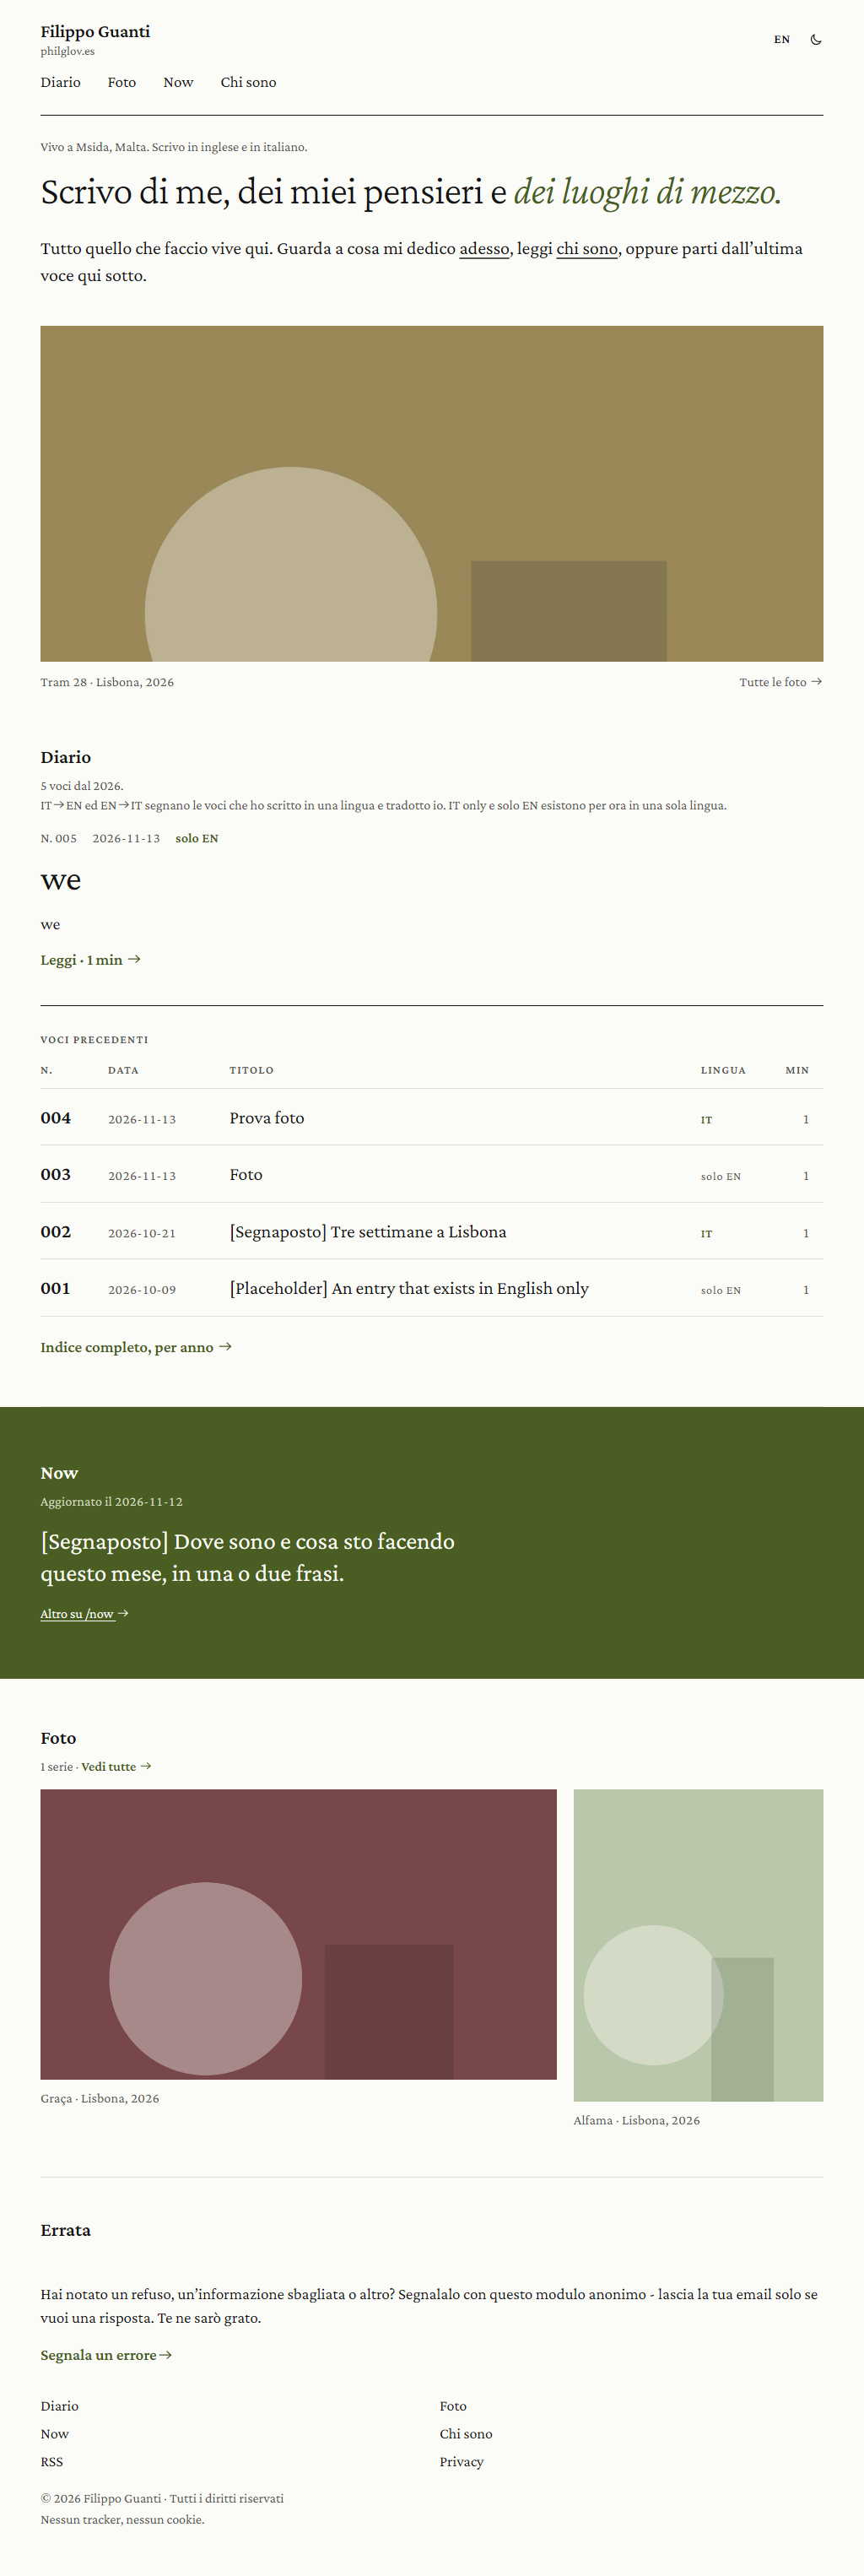 Filippo Guanti
philglov.es
EN
Diario Foto Now Chi sono
Vivo a Msida, Malta. Scrivo in inglese e in italiano.
Scrivo di me, dei miei pensieri e dei luoghi di mezzo.
Tutto quello che faccio vive qui. Guarda a cosa mi dedico adesso, leggi chi sono, oppure parti dall’ultima
voce qui sotto.
Tram 28 · Lisbona, 2026
Tutte le foto →
Diario
5 voci dal 2026.
IT→EN ed EN→IT segnano le voci che ho scritto in una lingua e tradotto io. IT only e solo EN esistono per ora in una sola lingua.
N. 005 2026-11-13 solo EN
we
we
Leggi · 1 min →
VOCI PRECEDENTI
N. DATA TITOLO LINGUA MIN
004 2026-11-13 Prova foto IT 1
003 2026-11-13 Foto solo EN 1
002 2026-10-21 [Segnaposto] Tre settimane a Lisbona IT 1
001 2026-10-09 [Placeholder] An entry that exists in English only solo EN 1
Indice completo, per anno →
Now
Aggiornato il 2026-11-12
[Segnaposto] Dove sono e cosa sto facendo
questo mese, in una o due frasi.
Altro su /now →
Foto
1 serie · Vedi tutte →
Graça · Lisbona, 2026
Alfama · Lisbona, 2026
Errata
Hai notato un refuso, un’informazione sbagliata o altro? Segnalalo con questo modulo anonimo - lascia la tua email solo se
vuoi una risposta. Te ne sarò grato.
Segnala un errore→
Diario Foto
Now Chi sono
RSS Privacy
© 2026 Filippo Guanti · Tutti i diritti riservati
Nessun tracker, nessun cookie.